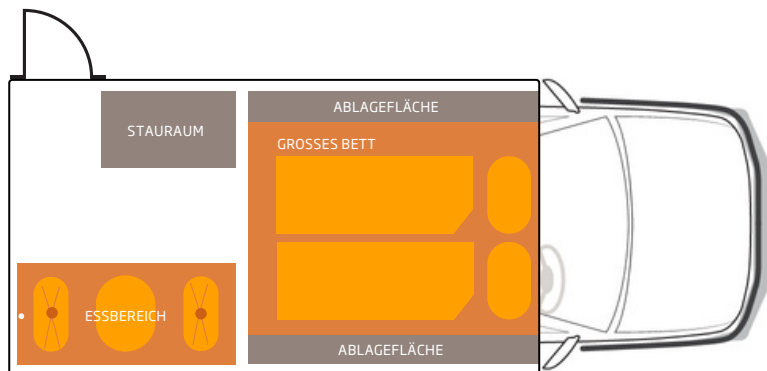 ABLAGEFLÄCHE
STAURAUM
GROSSES BETT
ESSBEREICH
ABLAGEFLÄCHE